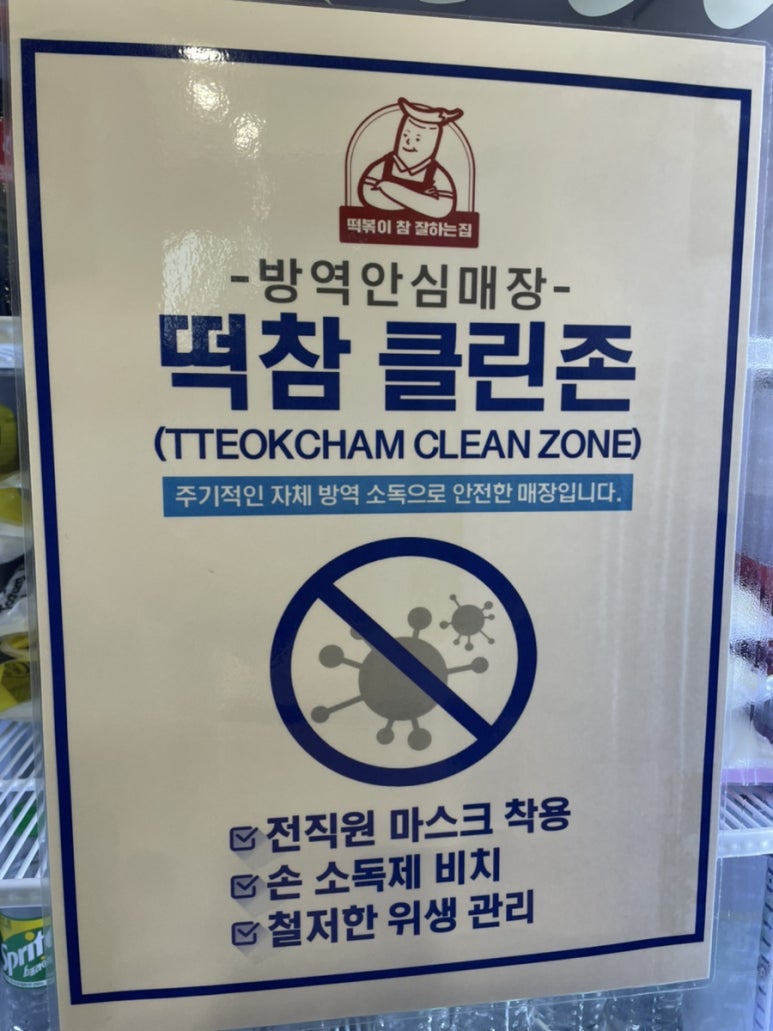 떡볶이 참 잘하는집
-방역안심매장-
떡참 클린존
(TTEOKCHAM CLEAN ZONE)
주기적인 자체 방역 소독으로 안전한 매장입니다.
전직원 마스크 착용
손 소독제 비치
철저한 위생 관리
Sprite